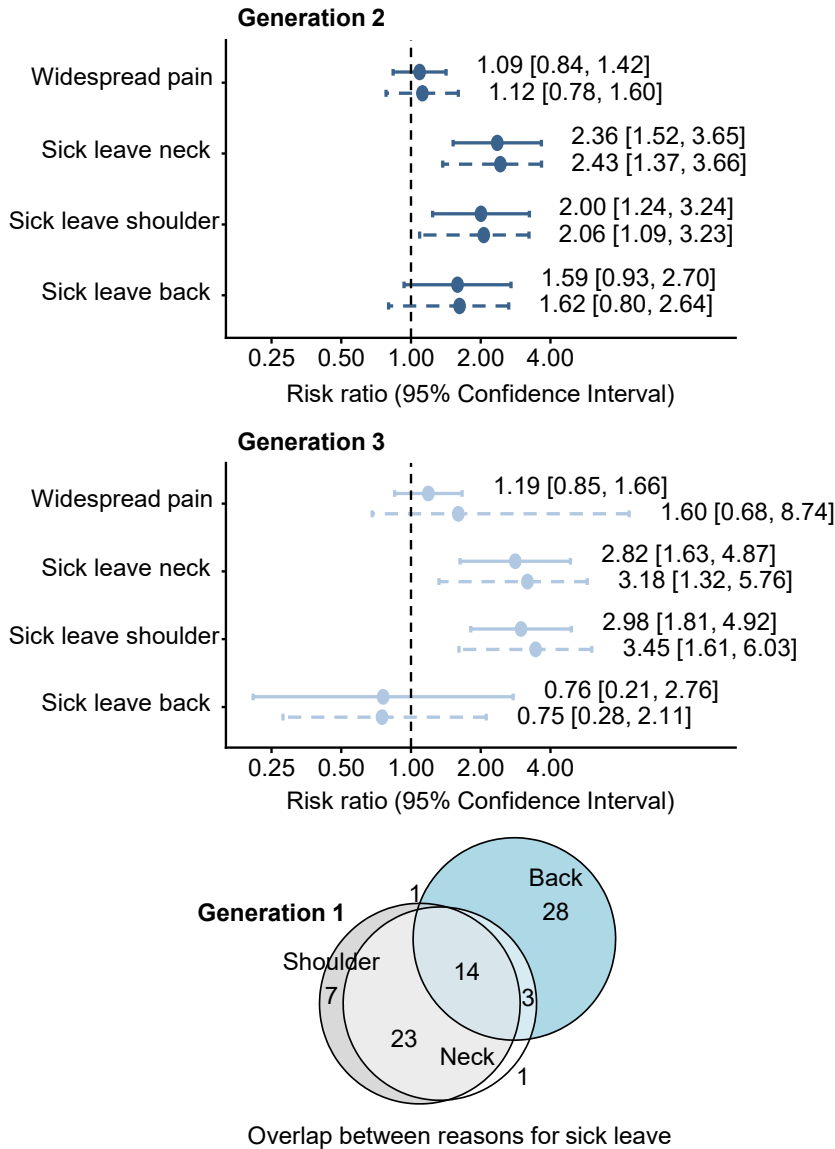 Generation 2
Widespread pain
1.09 [0.84, 1.42]
1.12 [0.78, 1.60]
Sick leave neck
2.36 [1.52, 3.65]
2.43 [1.37, 3.66]
Sick leave shoulder
2.00 [1.24, 3.24]
2.06 [1.09, 3.23]
Sick leave back
1.59 [0.93, 2.70]
1.62 [0.80, 2.64]
0.25 0.50 1.00 2.00 4.00
Risk ratio (95% Confidence Interval)
Generation 3
Widespread pain
1.19 [0.85, 1.66]
1.60 [0.68, 8.74]
Sick leave neck
2.82 [1.63, 4.87]
3.18 [1.32, 5.76]
Sick leave shoulder
2.98 [1.81, 4.92]
3.45 [1.61, 6.03]
Sick leave back
0.76 [0.21, 2.76]
0.75 [0.28, 2.11]
0.25 0.50 1.00 2.00 4.00
Risk ratio (95% Confidence Interval)
Generation 1
1
Back
28
Shoulder
7
14
3
23
Neck
1
Overlap between reasons for sick leave